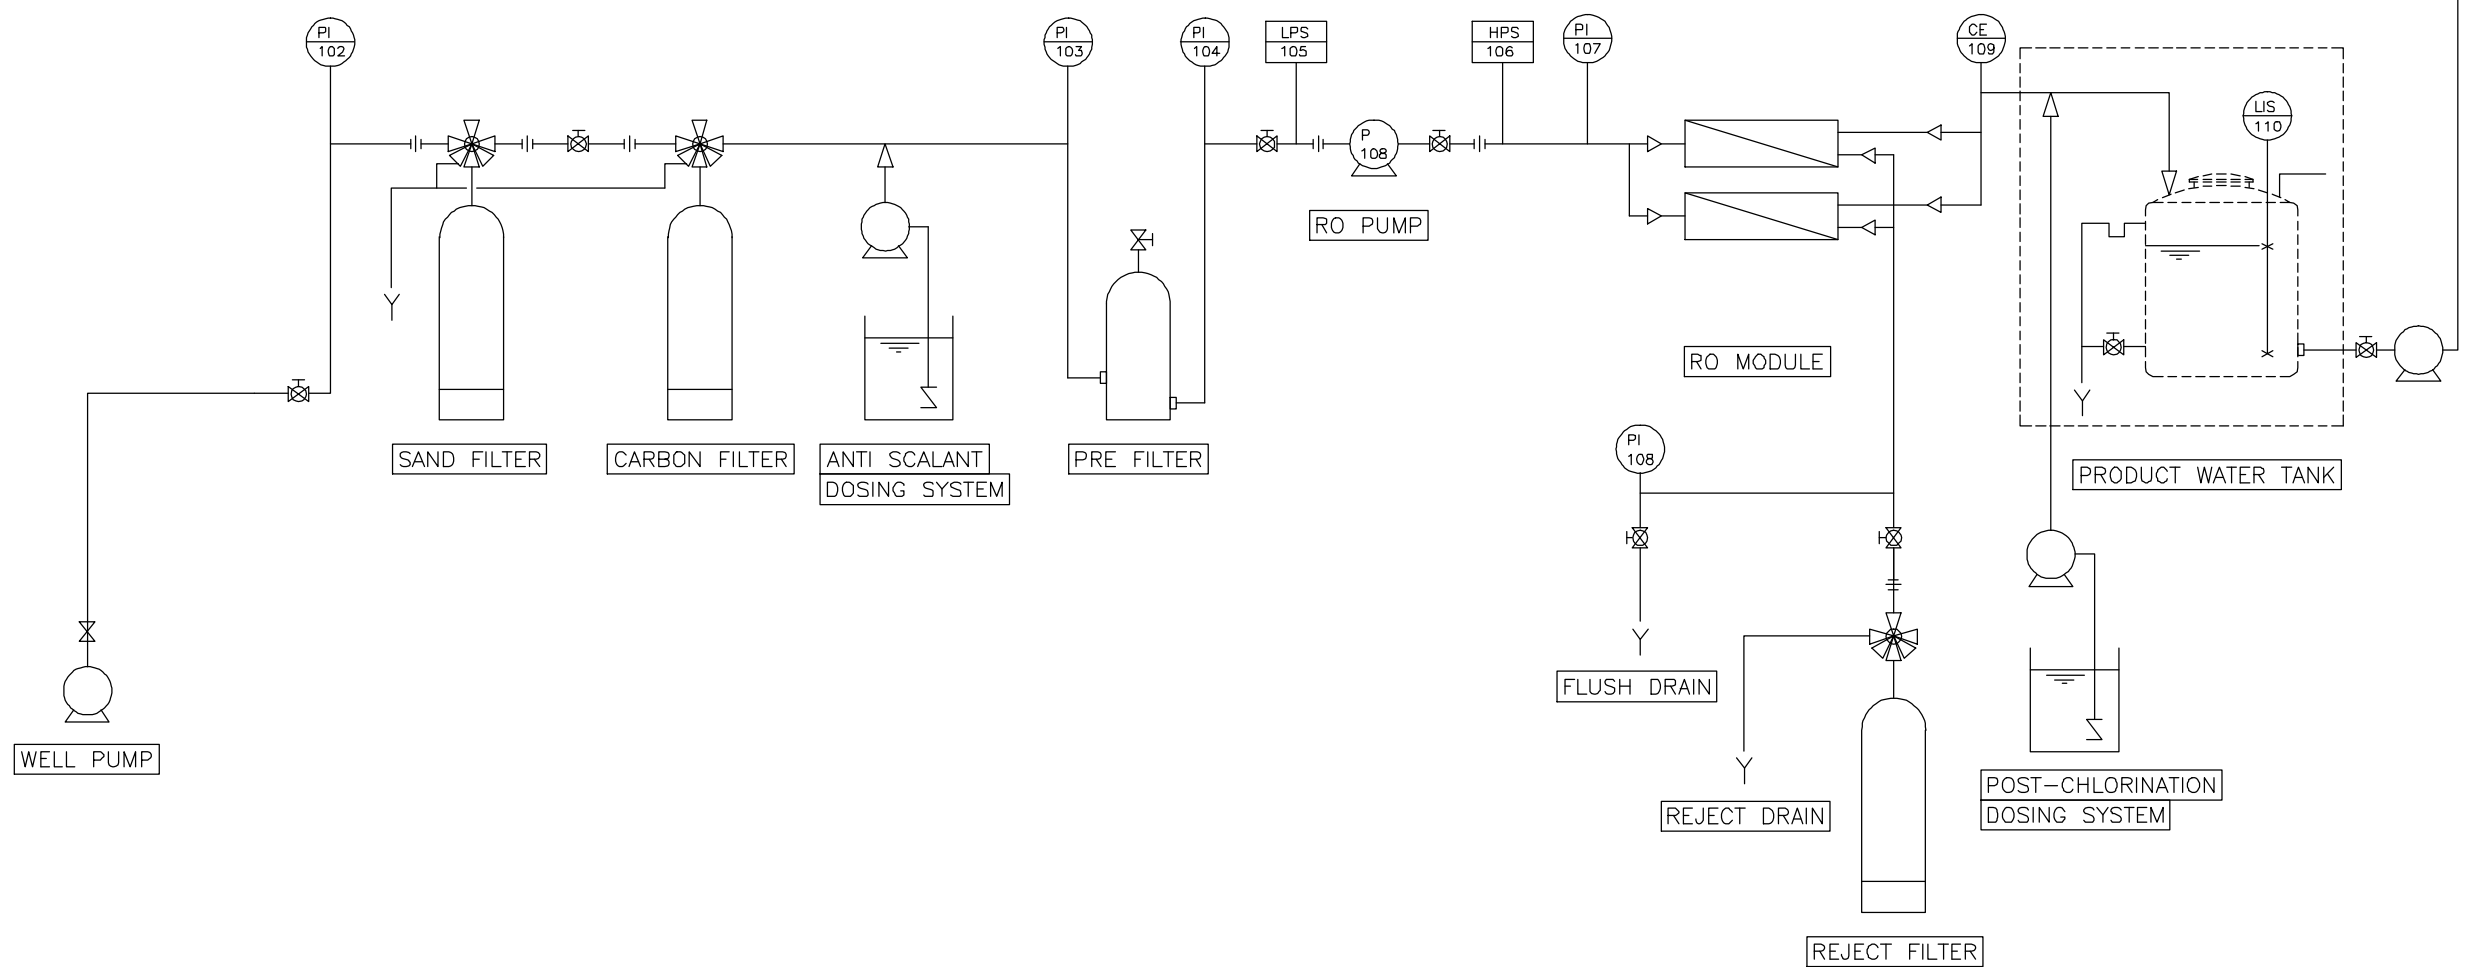 PI
102
PI
103
PI
104
LPS
105
HPS
106
PI
107
CE
109
LIS
110
P
108
RO PUMP
RO MODULE
SAND FILTER
CARBON FILTER
ANTI SCALANT
DOSING SYSTEM
PRE FILTER
PI
108
PRODUCT WATER TANK
FLUSH DRAIN
WELL PUMP
REJECT DRAIN
POST-CHLORINATION
DOSING SYSTEM
REJECT FILTER